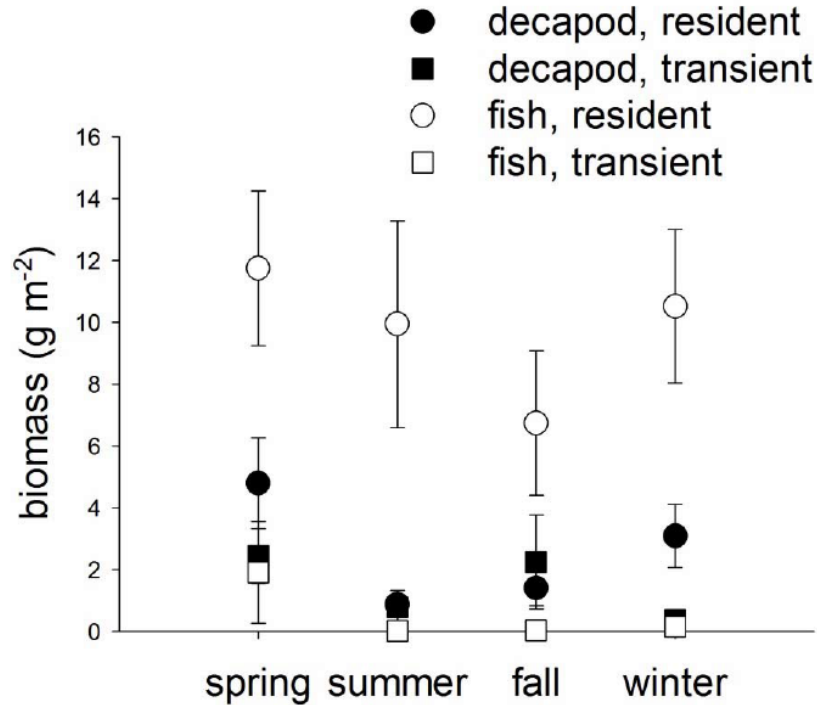 decapod, resident
decapod, transient
fish, resident
fish, transient
16
14
12
10
8
6
4
2
0
biomass (g m⁻²)
spring summer fall winter